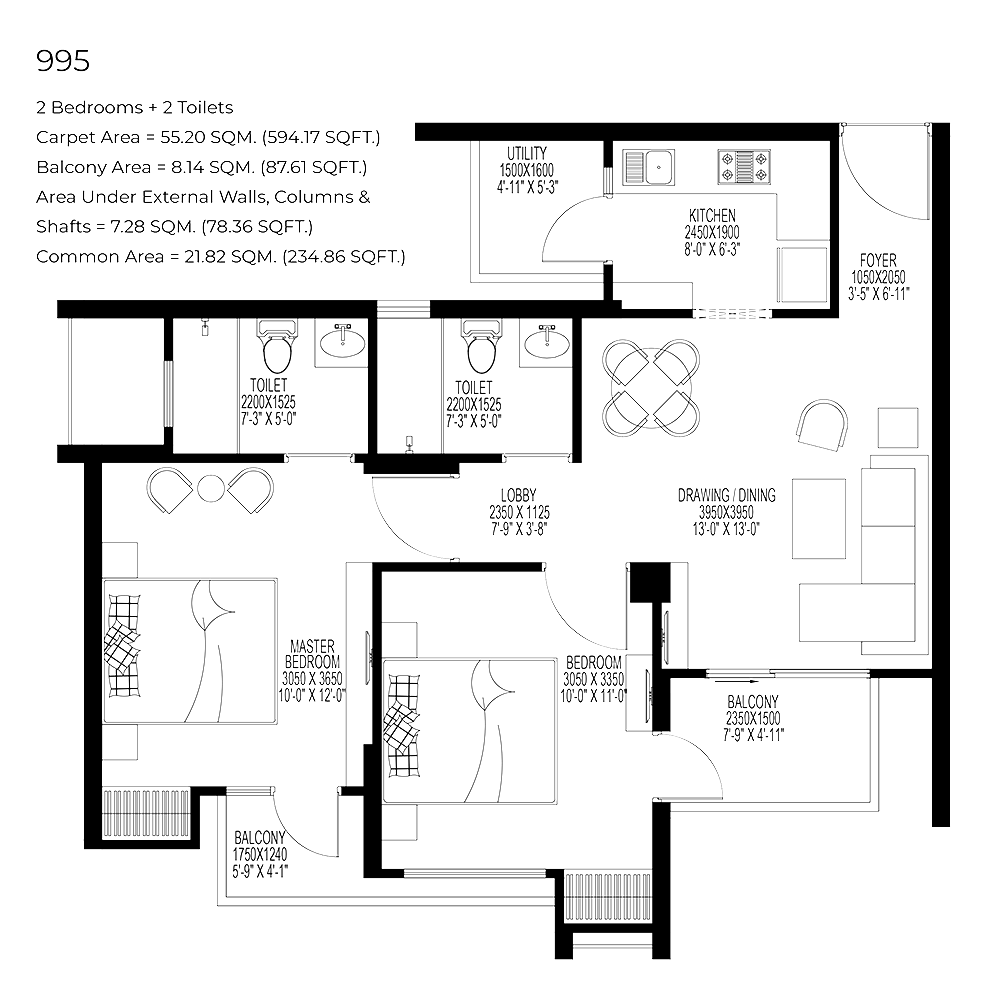 995
2 Bedrooms + 2 Toilets
Carpet Area = 55.20 SQM. (594.17 SQFT.)
Balcony Area = 8.14 SQM. (87.61 SQFT.)
Area Under External Walls, Columns &
Shafts = 7.28 SQM. (78.36 SQFT.)
Common Area = 21.82 SQM. (234.86 SQFT.)
UTILITY
1500X1600
4'-11" X 5'-3"
KITCHEN
2450X1900
8'-0" X 6'-3"
FOYER
1050X2050
3'-5" X 6'-11"
TOILET
2200X1525
7'-3" X 5'-0"
TOILET
2200X1525
7'-3" X 5'-0"
LOBBY
2350 X 1125
7'-9" X 3'-8"
DRAWING / DINING
3950X3950
13'-0" X 13'-0"
MASTER
BEDROOM
3050 X 3650
10'-0" X 12'-0"
BEDROOM
3050 X 3350
10'-0" X 11'-0"
BALCONY
2350X1500
7'-9" X 4'-11"
BALCONY
1750X1240
5'-9" X 4'-1"